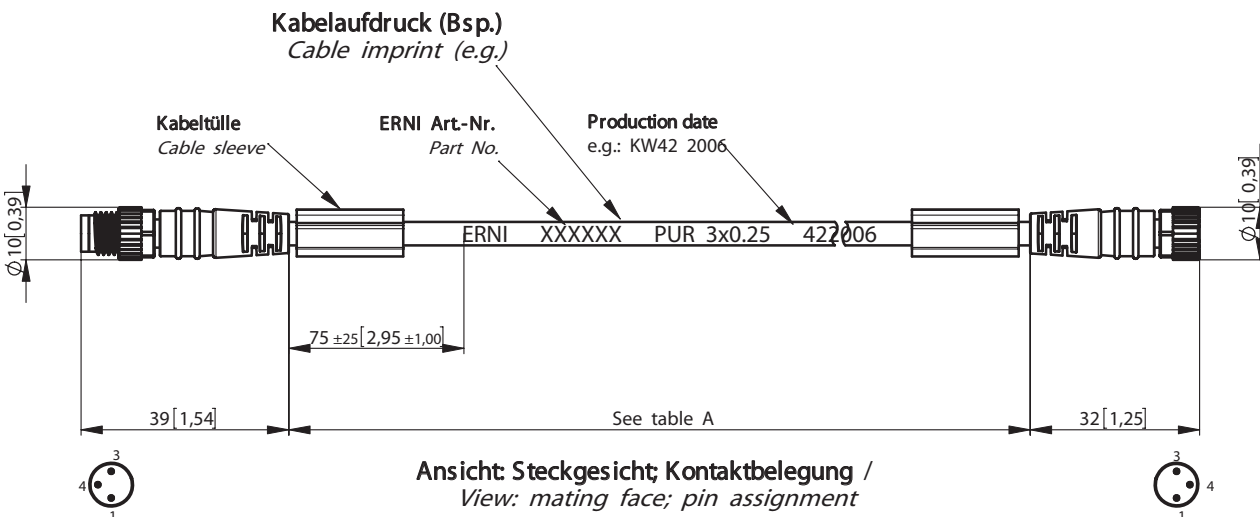 Kabelaufdruck (Bsp.)
Cable imprint (e.g.)
Kabeltülle
Cable sleeve
ERNI Art.-Nr.
Part No.
Production date
e.g.: KW42 2006
Ø 10[0,39]
Ø 10[0,39]
ERNI XXXXXX PUR 3x0.25 422006
75 ±25[2,95 ±1,00]
39[1,54]
See table A
32[1,25]
3
4
1
Ansicht: Steckgesicht; Kontaktbelegung /
View: mating face; pin assignment
3
4
1